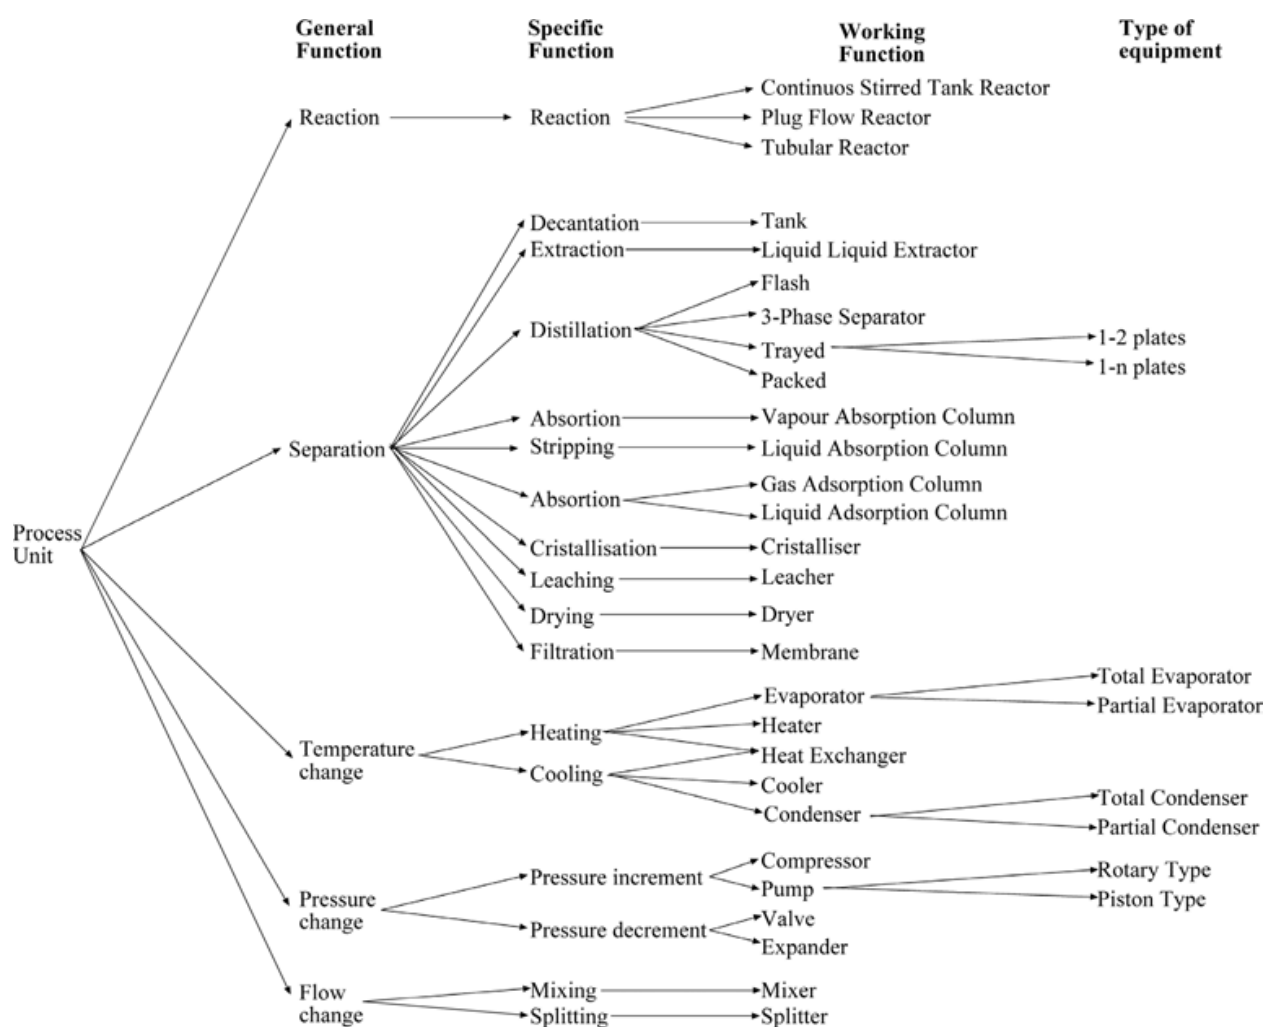 General
Function
Specific
Function
Working
Function
Type of
equipment
Reaction
Reaction
Continuos Stirred Tank Reactor
Plug Flow Reactor
Tubular Reactor
Decantation
Tank
Extraction
Liquid Liquid Extractor
Flash
Distillation
3-Phase Separator
Trayed
1-2 plates
1-n plates
Packed
Absortion
Vapour Absorption Column
Separation
Stripping
Liquid Absorption Column
Absortion
Gas Adsorption Column
Liquid Adsorption Column
Process
Unit
Cristallisation
Cristalliser
Leaching
Leacher
Drying
Dryer
Filtration
Membrane
Temperature
change
Heating
Evaporator
Total Evaporator
Partial Evaporator
Heater
Heat Exchanger
Cooling
Cooler
Condenser
Total Condenser
Partial Condenser
Pressure
change
Pressure increment
Compressor
Pump
Rotary Type
Piston Type
Pressure decrement
Valve
Expander
Flow
change
Mixing
Mixer
Splitting
Splitter